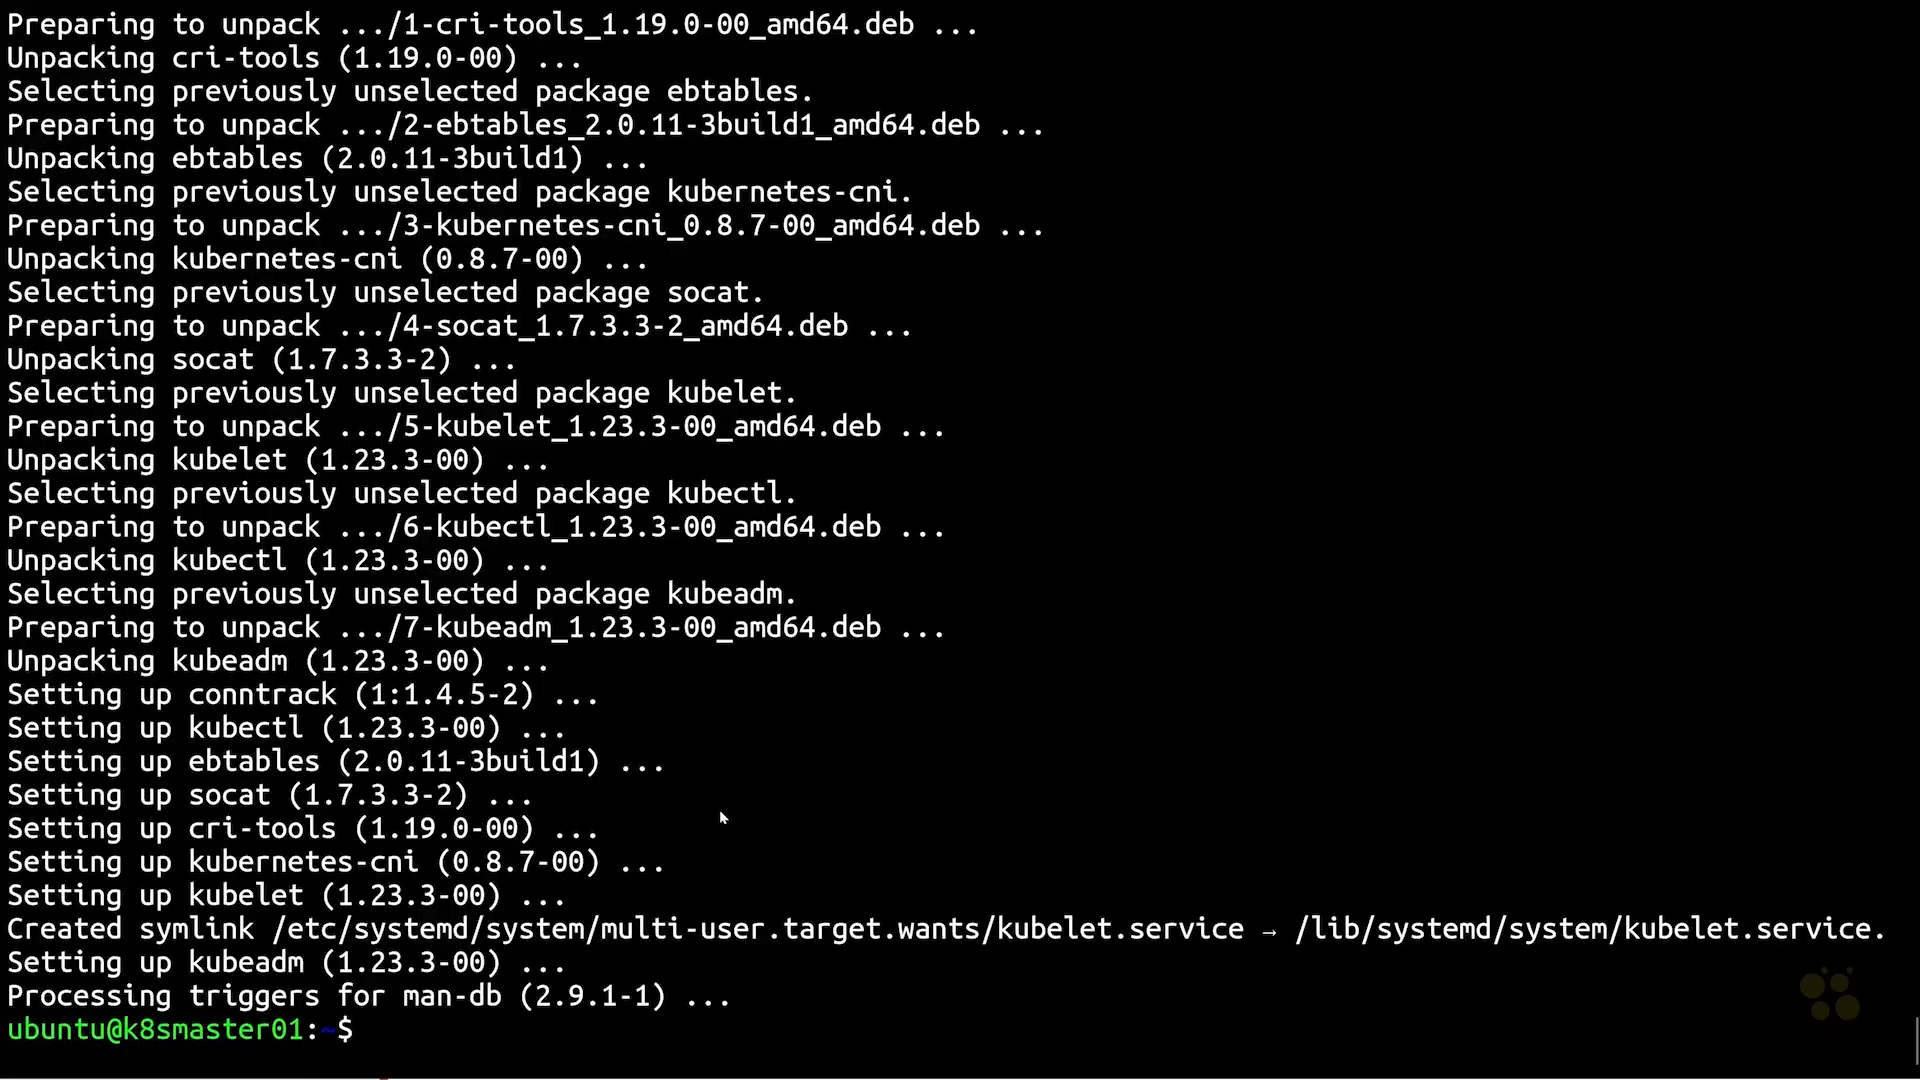 Preparing to unpack .../1-cri-tools_1.19.0-00_amd64.deb ...
Unpacking cri-tools (1.19.0-00) ...
Selecting previously unselected package ebtables.
Preparing to unpack .../2-ebtables_2.0.11-3build1_amd64.deb ...
Unpacking ebtables (2.0.11-3build1) ...
Selecting previously unselected package kubernetes-cni.
Preparing to unpack .../3-kubernetes-cni_0.8.7-00_amd64.deb ...
Unpacking kubernetes-cni (0.8.7-00) ...
Selecting previously unselected package socat.
Preparing to unpack .../4-socat_1.7.3.3-2_amd64.deb ...
Unpacking socat (1.7.3.3-2) ...
Selecting previously unselected package kubelet.
Preparing to unpack .../5-kubelet_1.23.3-00_amd64.deb ...
Unpacking kubelet (1.23.3-00) ...
Selecting previously unselected package kubectl.
Preparing to unpack .../6-kubectl_1.23.3-00_amd64.deb ...
Unpacking kubectl (1.23.3-00) ...
Selecting previously unselected package kubeadm.
Preparing to unpack .../7-kubeadm_1.23.3-00_amd64.deb ...
Unpacking kubeadm (1.23.3-00) ...
Setting up conntrack (1:1.4.5-2) ...
Setting up kubectl (1.23.3-00) ...
Setting up ebtables (2.0.11-3build1) ...
Setting up socat (1.7.3.3-2) ...
Setting up cri-tools (1.19.0-00) ...
Setting up kubernetes-cni (0.8.7-00) ...
Setting up kubelet (1.23.3-00) ...
Created symlink /etc/systemd/system/multi-user.target.wants/kubelet.service → /lib/systemd/system/kubelet.service.
Setting up kubeadm (1.23.3-00) ...
Processing triggers for man-db (2.9.1-1) ...
ubuntu@k8smaster01:~$